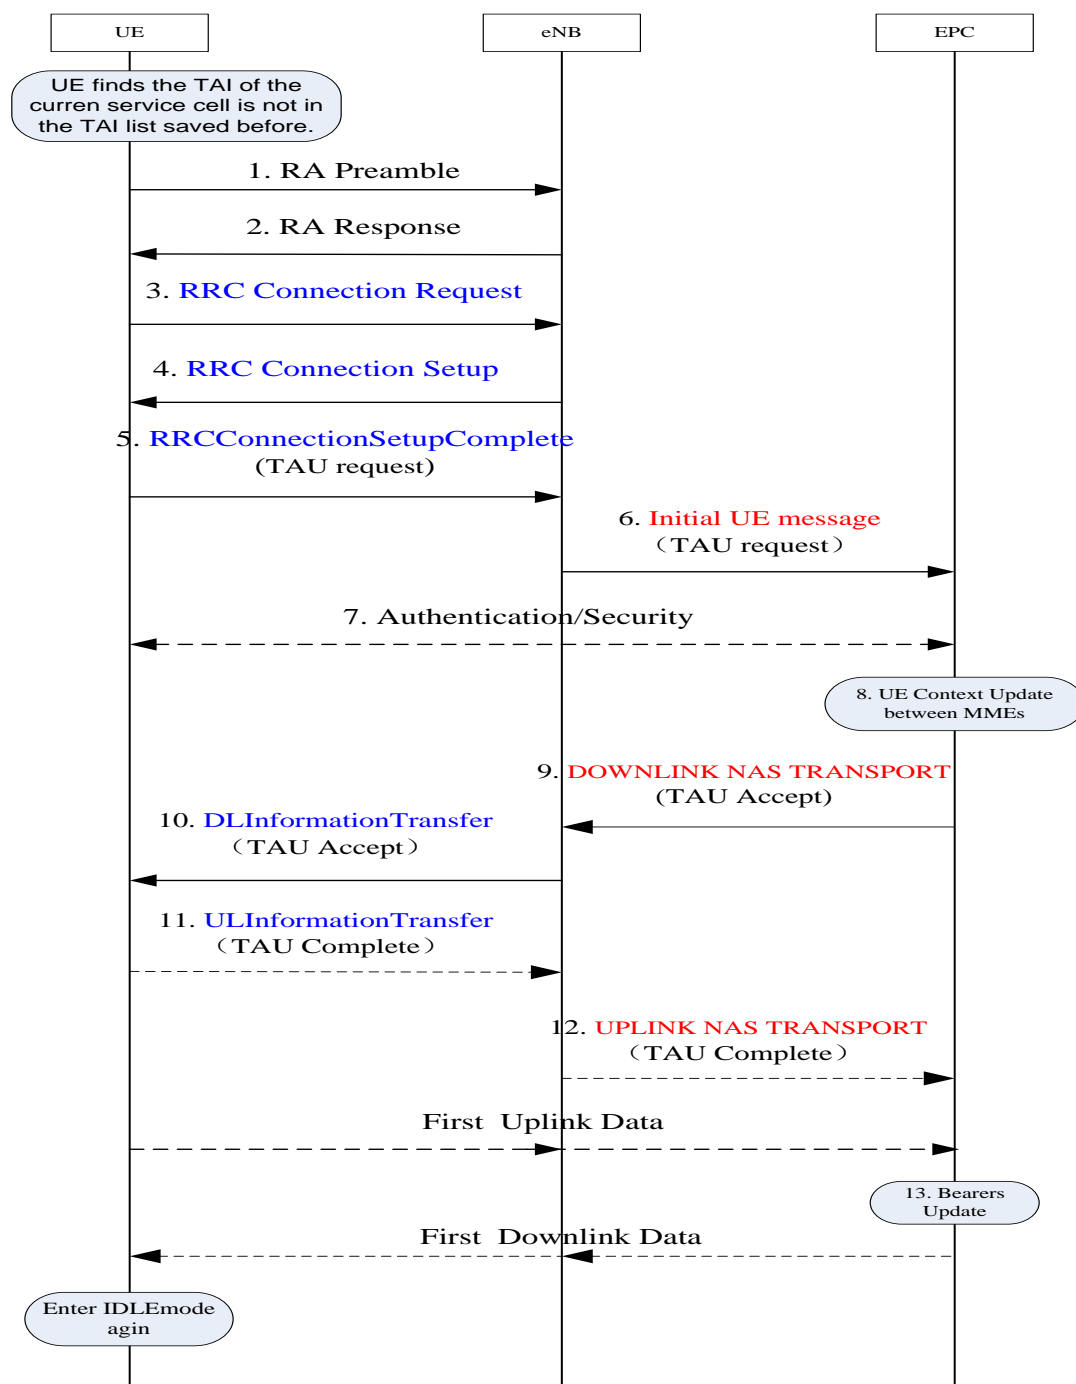 UE
eNB
EPC
UE finds the TAI of the
curren service cell is not in
the TAI list saved before.
1. RA Preamble
2. RA Response
3. RRC Connection Request
4. RRC Connection Setup
5. RRCConnectionSetupComplete
(TAU request)
6. Initial UE message
（TAU request）
7. Authentication/Security
8. UE Context Update
between MMEs
9. DOWNLINK NAS TRANSPORT
(TAU Accept)
10. DLInformationTransfer
（TAU Accept）
11. ULInformationTransfer
（TAU Complete）
12. UPLINK NAS TRANSPORT
（TAU Complete）
First Uplink Data
13. Bearers
Update
First Downlink Data
Enter IDLEmode
agin